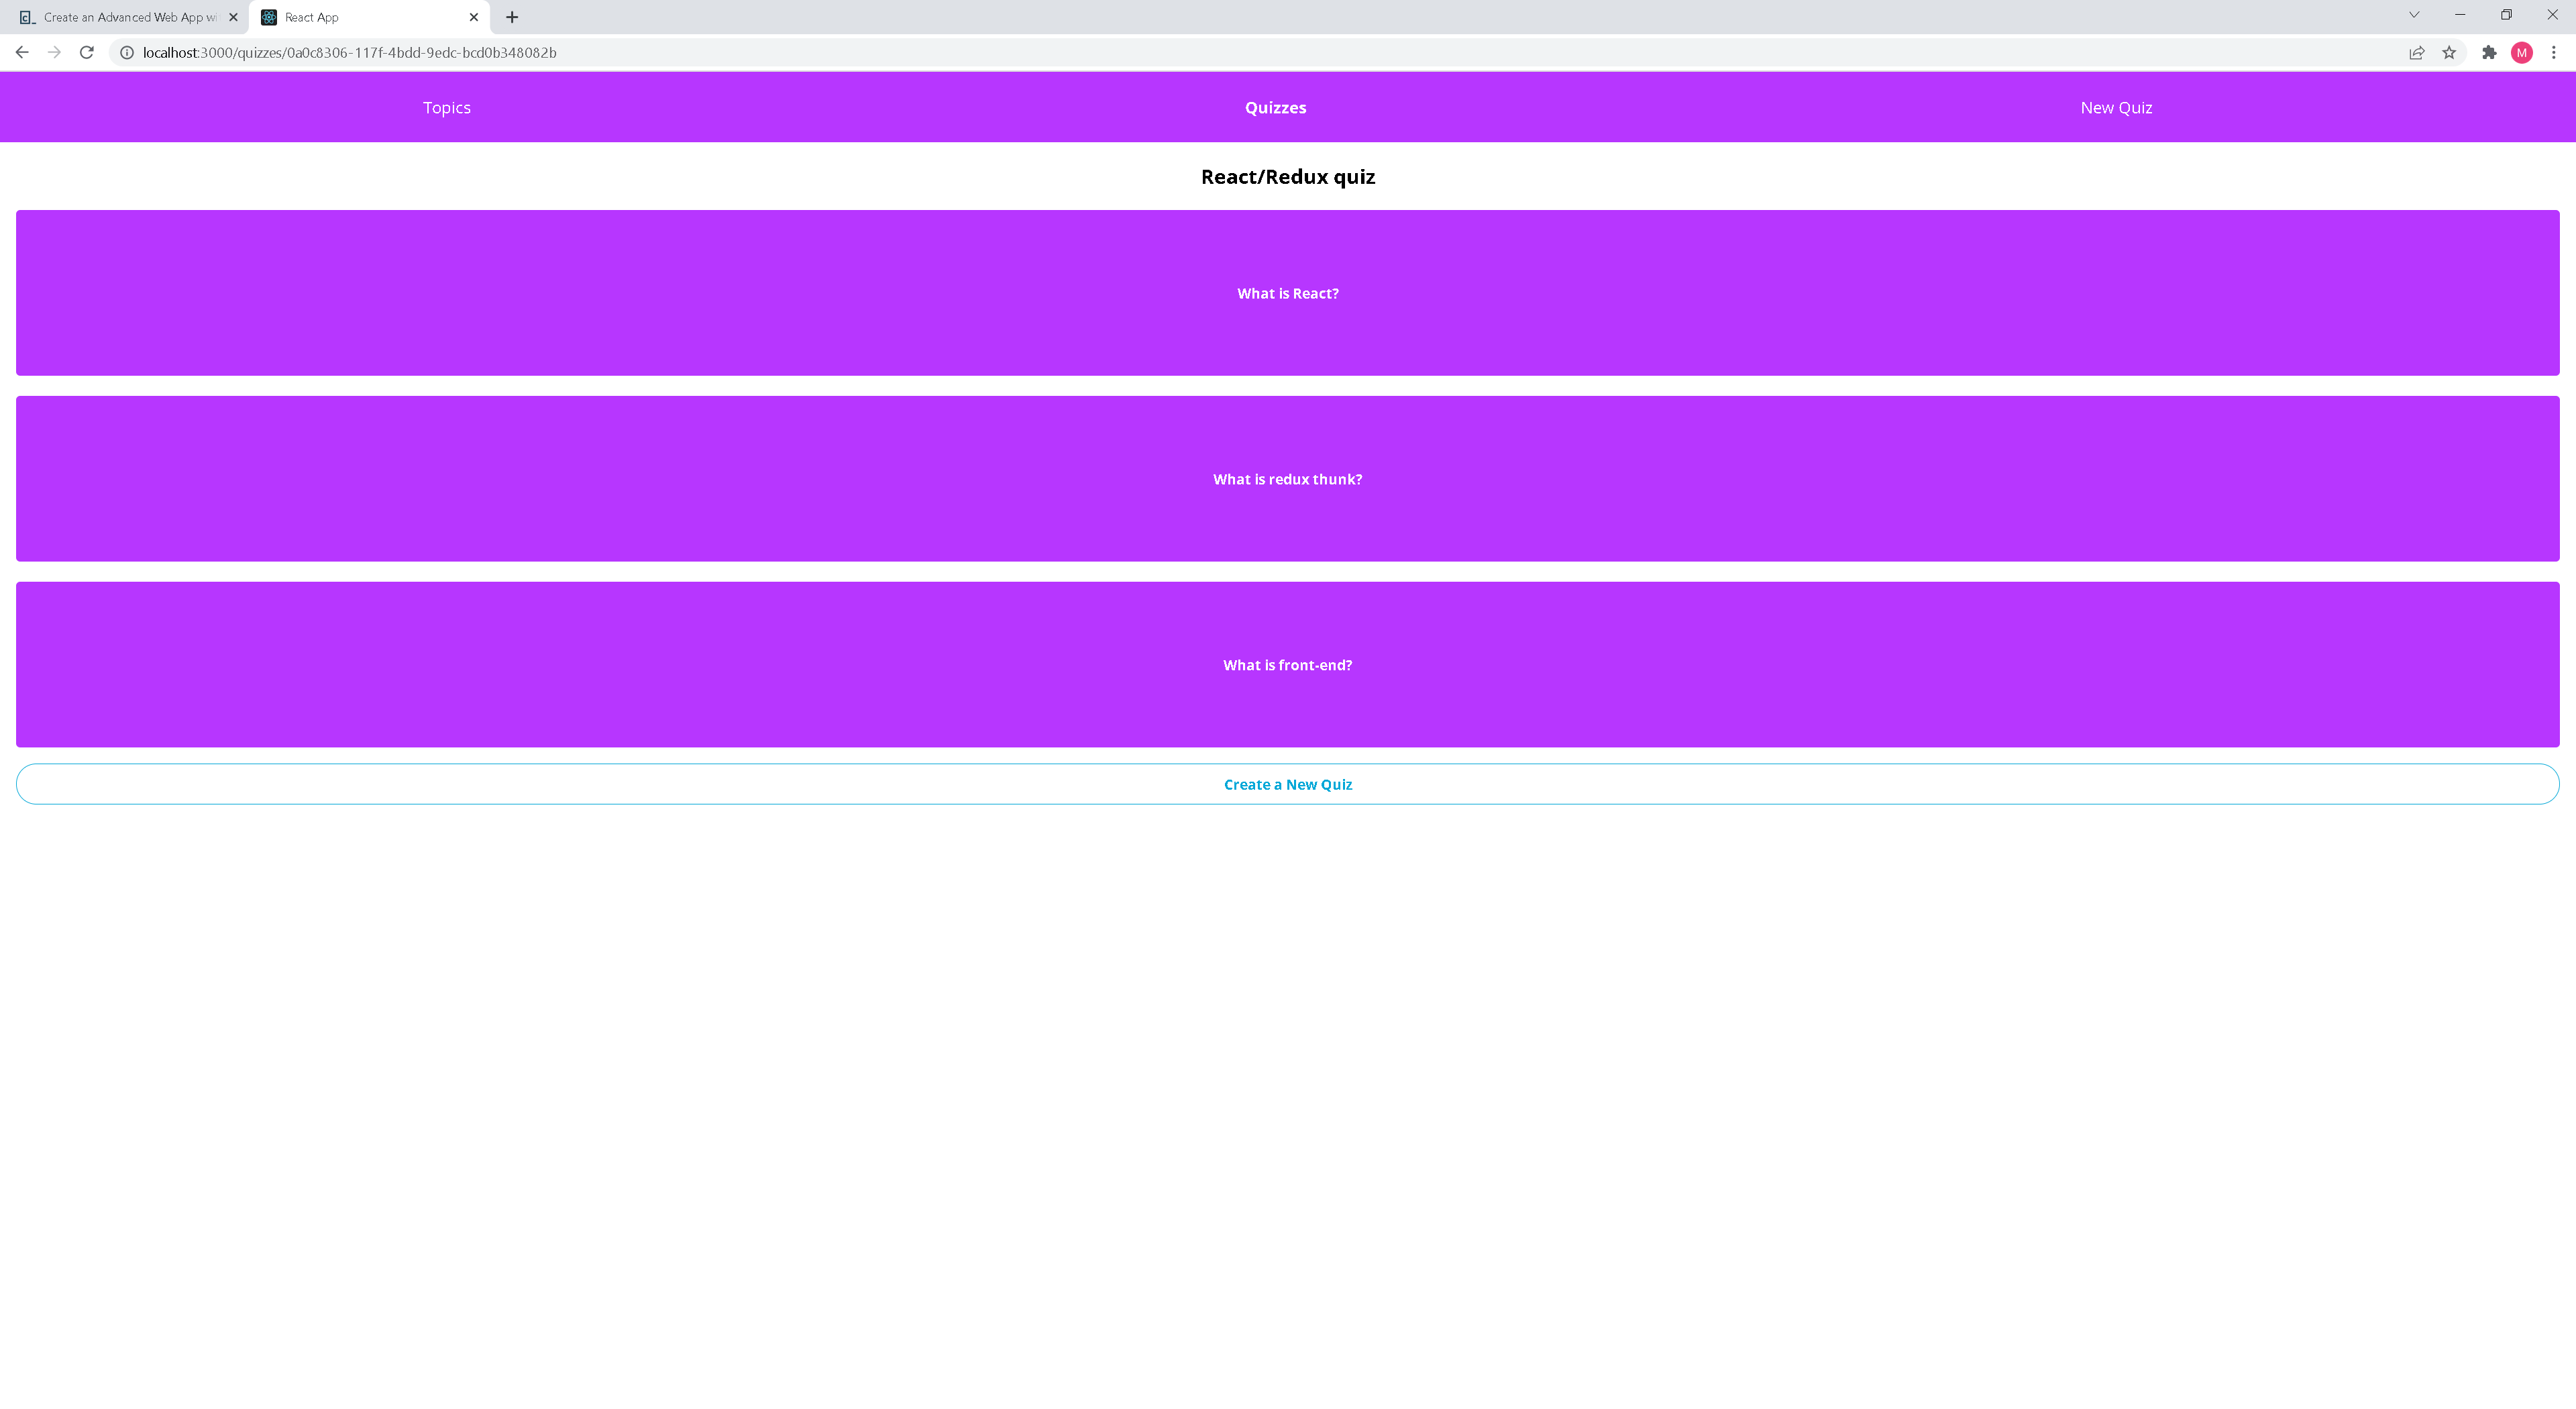 Create an Advanced Web App wi
React App
localhost:3000/quizzes/0a0c8306-117f-4bdd-9edc-bcd0b348082b
M
Topics
Quizzes
New Quiz
React/Redux quiz
What is React?
What is redux thunk?
What is front-end?
Create a New Quiz